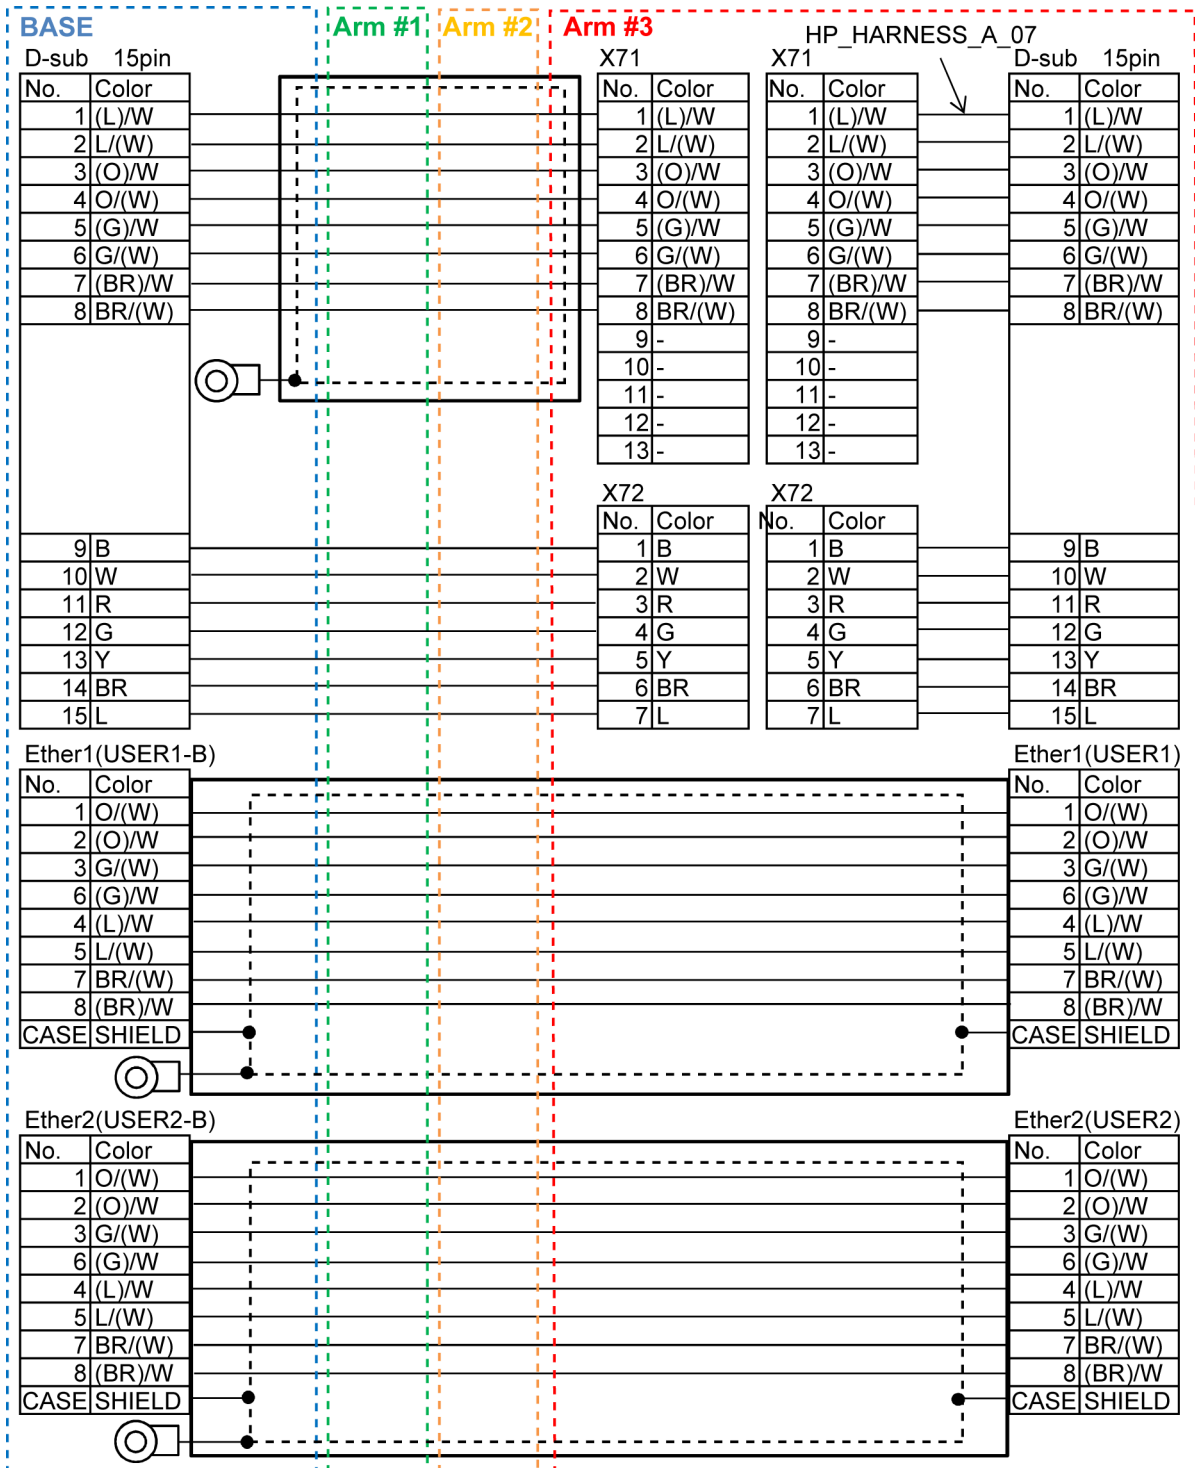 BASE Arm #1 Arm #2 Arm #3
HP_HARNESS_A_07
D-sub 15pin X71 X71 D-sub 15pin
No. Color No. Color No. Color No. Color
1 (L)/W 1 (L)/W 1 (L)/W 1 (L)/W
2 L/(W) 2 L/(W) 2 L/(W) 2 L/(W)
3 (O)/W 3 (O)/W 3 (O)/W 3 (O)/W
4 O/(W) 4 O/(W) 4 O/(W) 4 O/(W)
5 (G)/W 5 (G)/W 5 (G)/W 5 (G)/W
6 G/(W) 6 G/(W) 6 G/(W) 6 G/(W)
7 (BR)/W 7 (BR)/W 7 (BR)/W 7 (BR)/W
8 BR/(W) 8 BR/(W) 8 BR/(W) 8 BR/(W)
9 - 9 -
10 - 10 -
11 - 11 -
12 - 12 -
13 - 13 -
X72 X72
No. Color No. Color
9 B 1 B 1 B 9 B
10 W 2 W 2 W 10 W
11 R 3 R 3 R 11 R
12 G 4 G 4 G 12 G
13 Y 5 Y 5 Y 13 Y
14 BR 6 BR 6 BR 14 BR
15 L 7 L 7 L 15 L
Ether1(USER1-B) Ether1(USER1)
No. Color No. Color
1 O/(W) 1 O/(W)
2 (O)/W 2 (O)/W
3 G/(W) 3 G/(W)
6 (G)/W 6 (G)/W
4 (L)/W 4 (L)/W
5 L/(W) 5 L/(W)
7 BR/(W) 7 BR/(W)
8 (BR)/W 8 (BR)/W
CASE SHIELD CASE SHIELD
Ether2(USER2-B) Ether2(USER2)
No. Color No. Color
1 O/(W) 1 O/(W)
2 (O)/W 2 (O)/W
3 G/(W) 3 G/(W)
6 (G)/W 6 (G)/W
4 (L)/W 4 (L)/W
5 L/(W) 5 L/(W)
7 BR/(W) 7 BR/(W)
8 (BR)/W 8 (BR)/W
CASE SHIELD CASE SHIELD